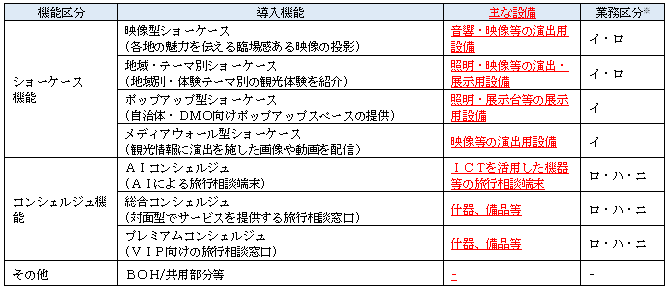 機能区分 導入機能 主な設備 業務区分※
ショーケース
機能
映像型ショーケース
(各地の魅力を伝える臨場感ある映像の投影)
音響・映像等の演出用
設備
イ・ロ
地域・テーマ別ショーケース
(地域別・体験テーマ別の観光体験を紹介)
照明・映像等の演出・
展示用設備
イ・ロ
ポップアップ型ショーケース
(自治体・DMO向けポップアップスペースの提供)
照明・展示台等の展示
用設備
イ
メディアウォール型ショーケース
(観光情報に演出を施した画像や動画を配信)
映像等の演出用設備
イ
コンシェルジュ機
能
AIコンシェルジュ
(AIによる旅行相談端末)
ICTを活用した機器
等の旅行相談端末
ロ・ハ・ニ
総合コンシェルジュ
(対面型でサービスを提供する旅行相談窓口)
什器、備品等
ロ・ハ・ニ
プレミアムコンシェルジュ
(VIP向けの旅行相談窓口)
什器、備品等
ロ・ハ・ニ
その他 BOH/共用部分等 - -